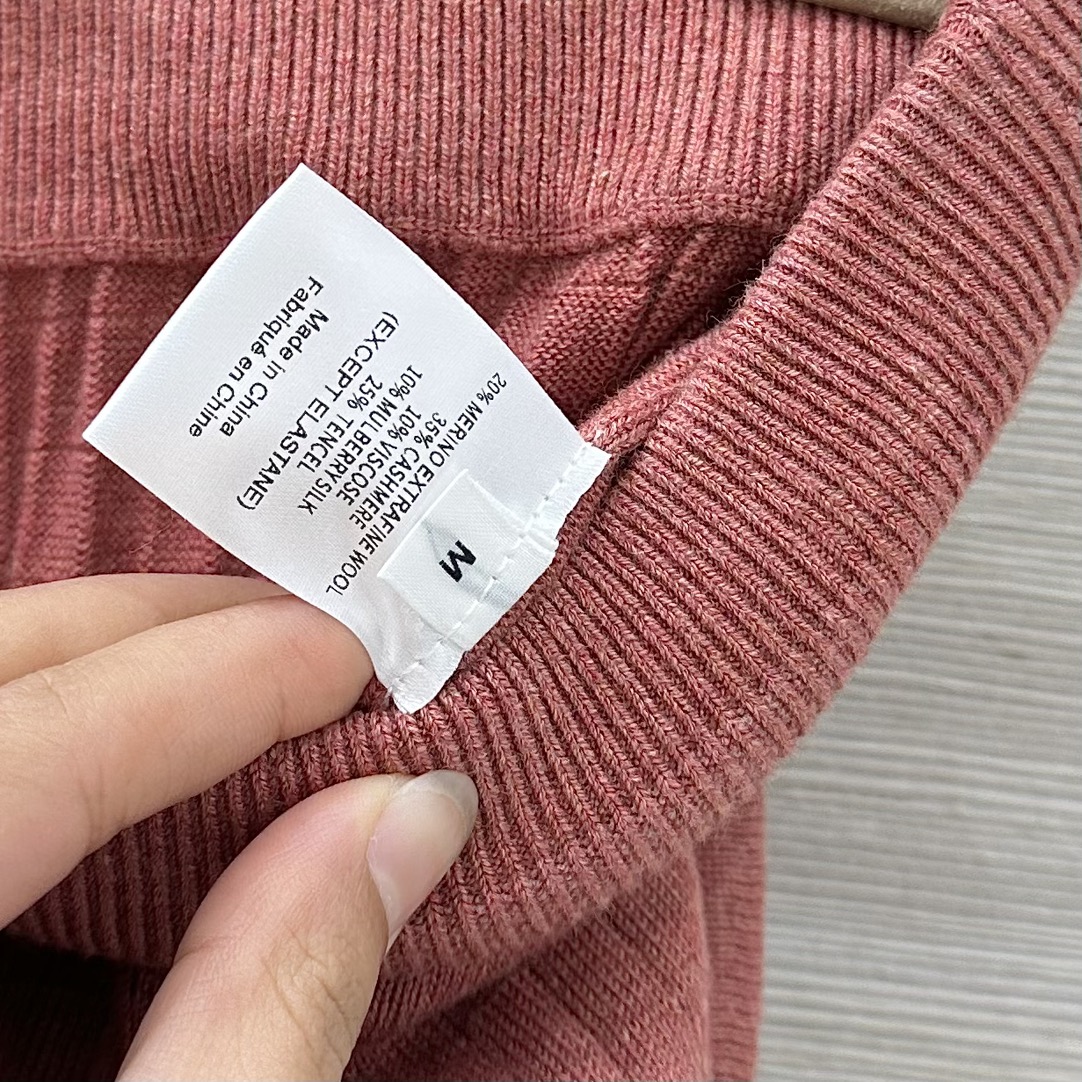 M
20% MERINO EXTRAFINE WOOL
35% CASHMERE
10% VISCOSE
10% MULBERRY SILK
25% TENCEL
(EXCEPT ELASTANE)
Made in China
Fabriqué en Chine